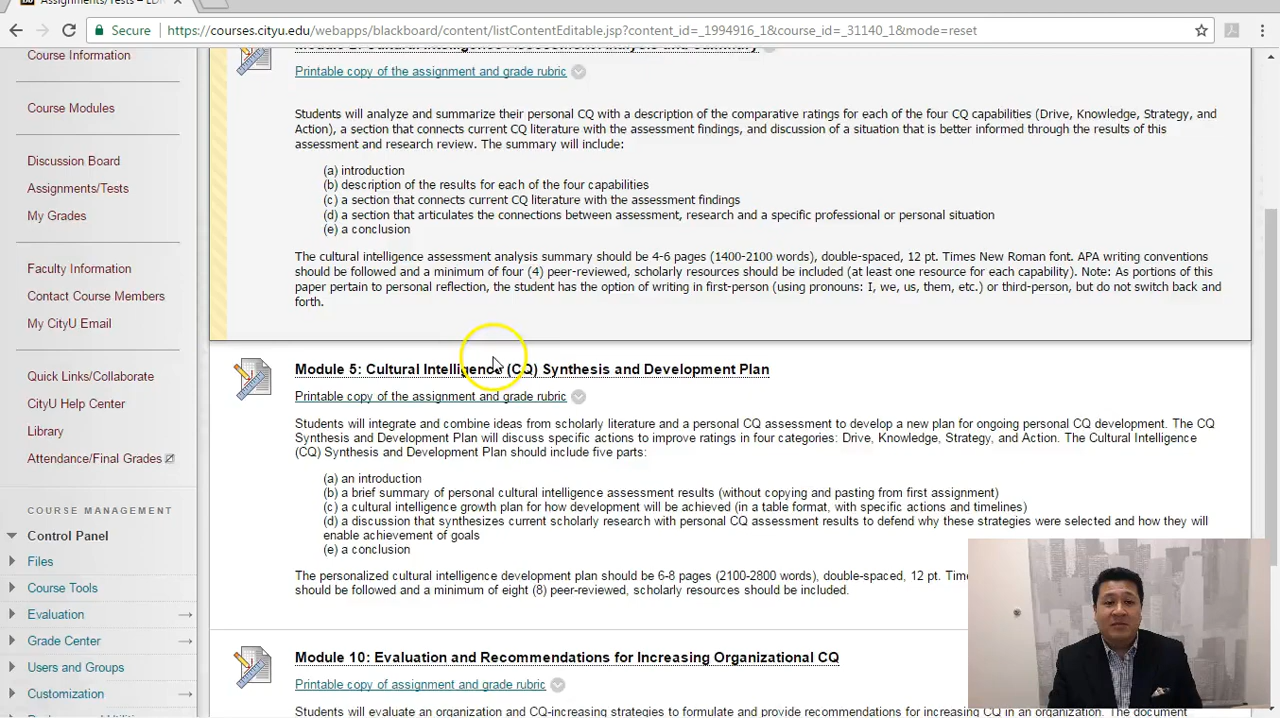 Assignments/Tests – EDR
Secure
https://courses.cityu.edu/webapps/blackboard/content/listContentEditable.jsp?content_id=_1994916_1&course_id=_31140_1&mode=reset
Course Information
Course Modules
Discussion Board
Assignments/Tests
My Grades
Faculty Information
Contact Course Members
My CityU Email
Quick Links/Collaborate
CityU Help Center
Library
Attendance/Final Grades
COURSE MANAGEMENT
Control Panel
Files
Course Tools
Evaluation
Grade Center
Users and Groups
Customization
Printable copy of the assignment and grade rubric
Students will analyze and summarize their personal CQ with a description of the comparative ratings for each of the four CQ capabilities (Drive, Knowledge, Strategy, and
Action), a section that connects current CQ literature with the assessment findings, and discussion of a situation that is better informed through the results of this
assessment and research review. The summary will include:
(a) introduction
(b) description of the results for each of the four capabilities
(c) a section that connects current CQ literature with the assessment findings
(d) a section that articulates the connections between assessment, research and a specific professional or personal situation
(e) a conclusion
The cultural intelligence assessment analysis summary should be 4-6 pages (1400-2100 words), double-spaced, 12 pt. Times New Roman font. APA writing conventions
should be followed and a minimum of four (4) peer-reviewed, scholarly resources should be included (at least one resource for each capability). Note: As portions of this
paper pertain to personal reflection, the student has the option of writing in first-person (using pronouns: I, we, us, them, etc.) or third-person, but do not switch back and
forth.
Module 5: Cultural Intelligence (CQ) Synthesis and Development Plan
Printable copy of the assignment and grade rubric
Students will integrate and combine ideas from scholarly literature and a personal CQ assessment to develop a new plan for ongoing personal CQ development. The CQ
Synthesis and Development Plan will discuss specific actions to improve ratings in four categories: Drive, Knowledge, Strategy, and Action. The Cultural Intelligence
(CQ) Synthesis and Development Plan should include five parts:
(a) an introduction
(b) a brief summary of personal cultural intelligence assessment results (without copying and pasting from first assignment)
(c) a cultural intelligence growth plan for how development will be achieved (in a table format, with specific actions and timelines)
(d) a discussion that synthesizes current scholarly research with personal CQ assessment results to defend why these strategies were selected and how they will
enable achievement of goals
(e) a conclusion
The personalized cultural intelligence development plan should be 6-8 pages (2100-2800 words), double-spaced, 12 pt.
should be followed and a minimum of eight (8) peer-reviewed, scholarly resources should be included.
Module 10: Evaluation and Recommendations for Increasing Organizational CQ
Printable copy of assignment and grade rubric
Students will evaluate an organization and CQ-increasing strategies to formulate and provide recommendations for increasing CQ in an organization. The document